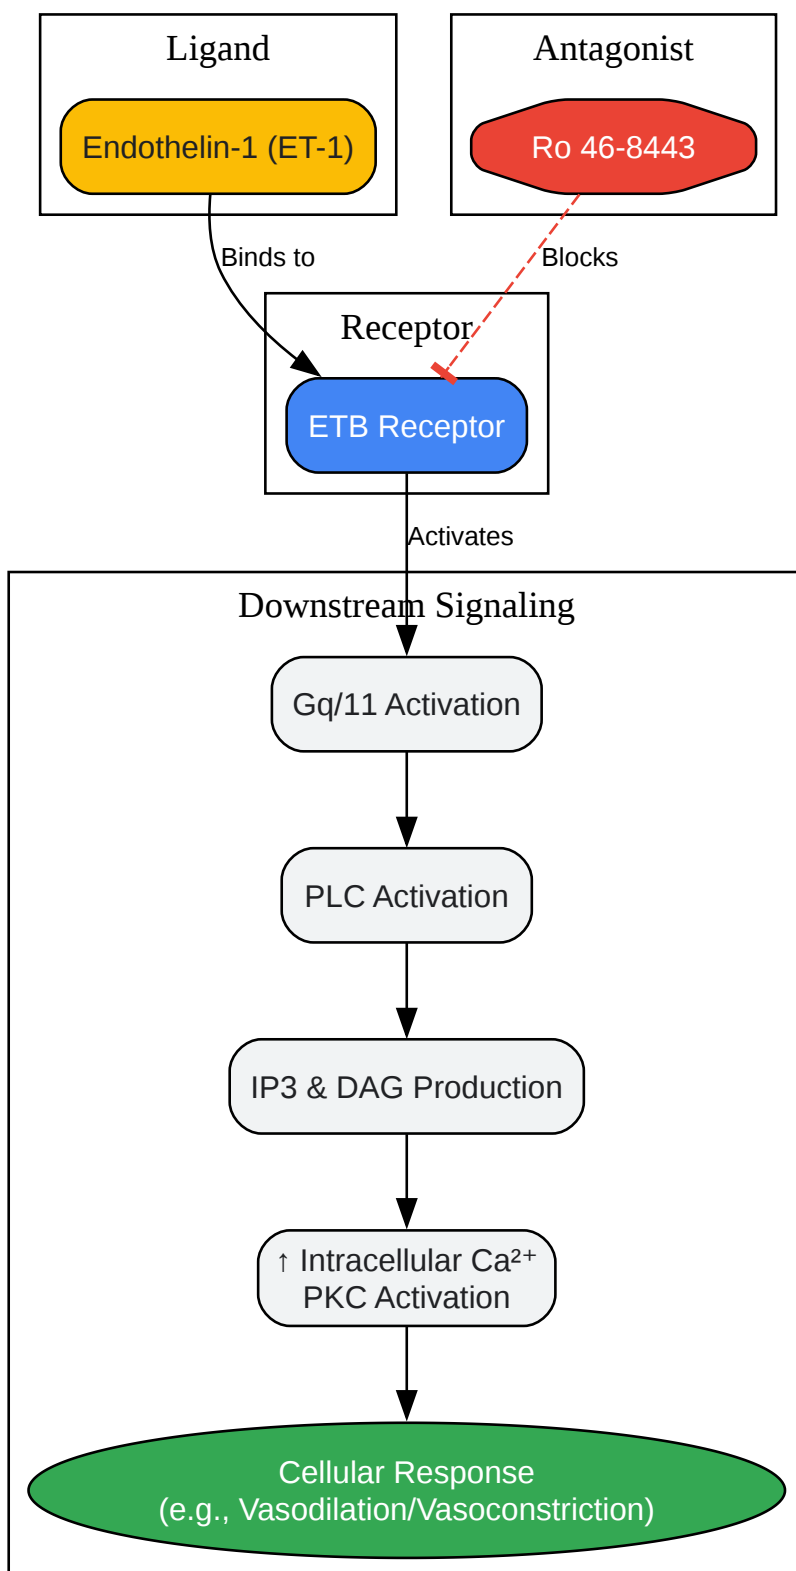 Ligand
Antagonist
Endothelin-1 (ET-1)
Ro 46-8443
Binds to
Blocks
Receptor
ETB Receptor
Activates
Downstream Signaling
Gq/11 Activation
PLC Activation
IP3 & DAG Production
↑ Intracellular Ca²⁺
PKC Activation
Cellular Response
(e.g., Vasodilation/Vasoconstriction)